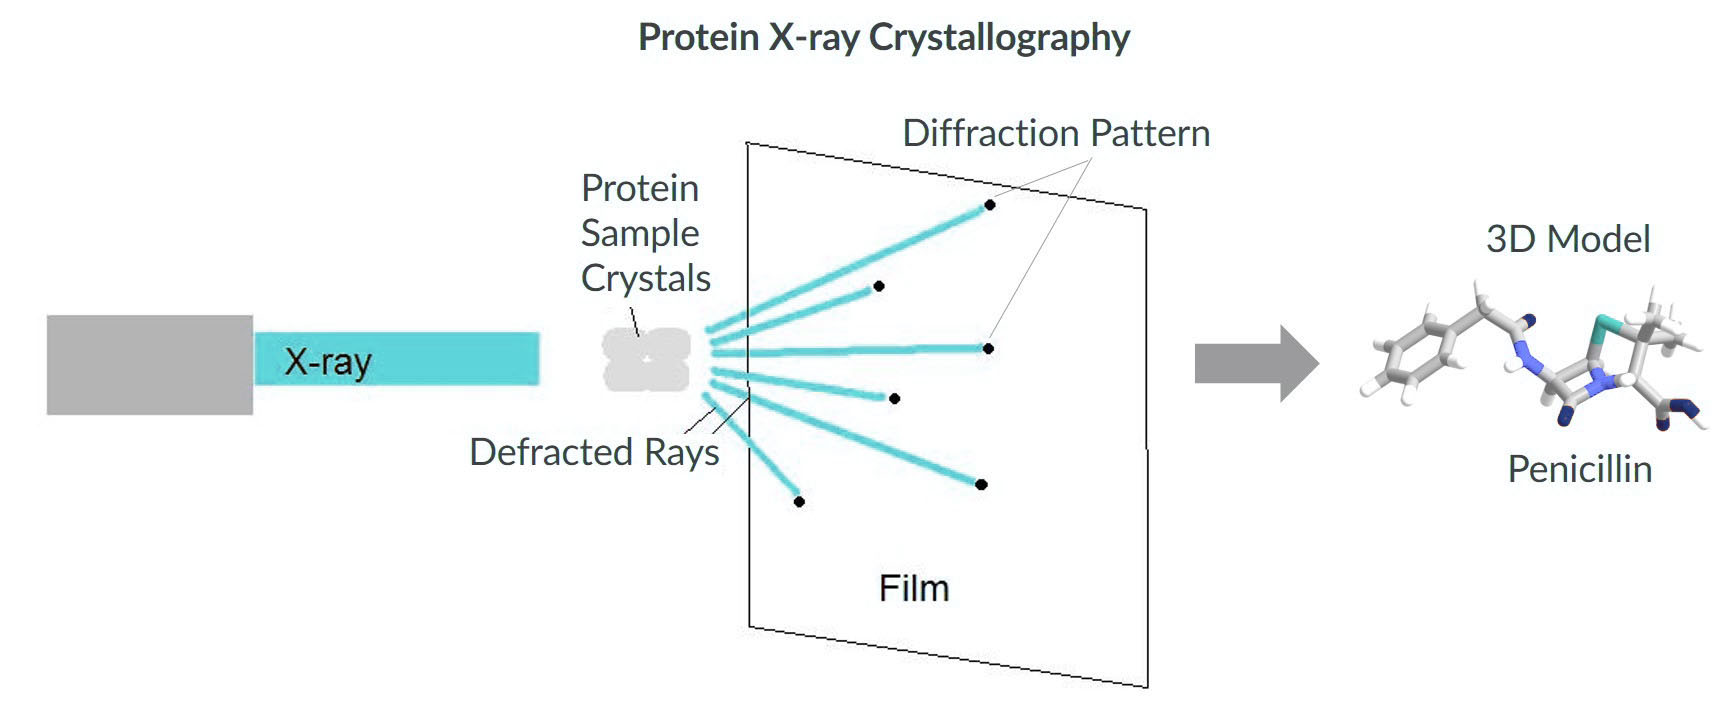 Protein X-ray Crystallography
Diffraction Pattern
Protein
Sample
Crystals
3D Model
X-ray
Defracted Rays
Penicillin
Film